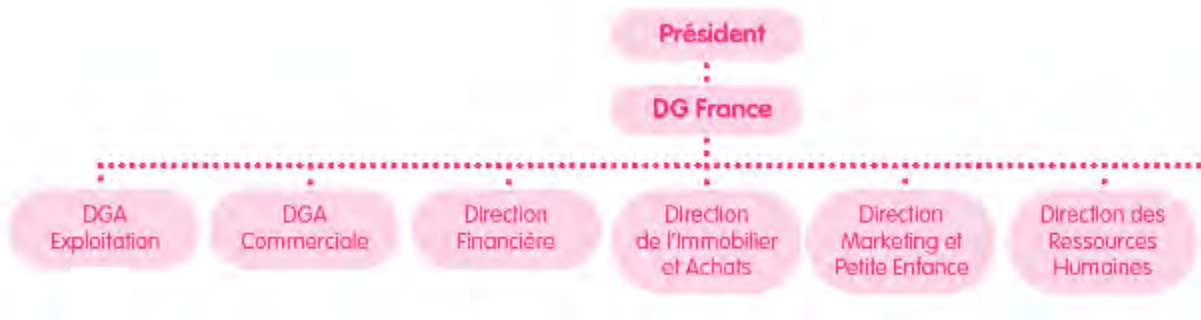 Président
DG France
DGA
Exploitation
DGA
Commerciale
Direction
Financière
Direction
de l'Immobilier
et Achats
Direction
Marketing et
Petite Enfance
Direction des
Ressources
Humaines